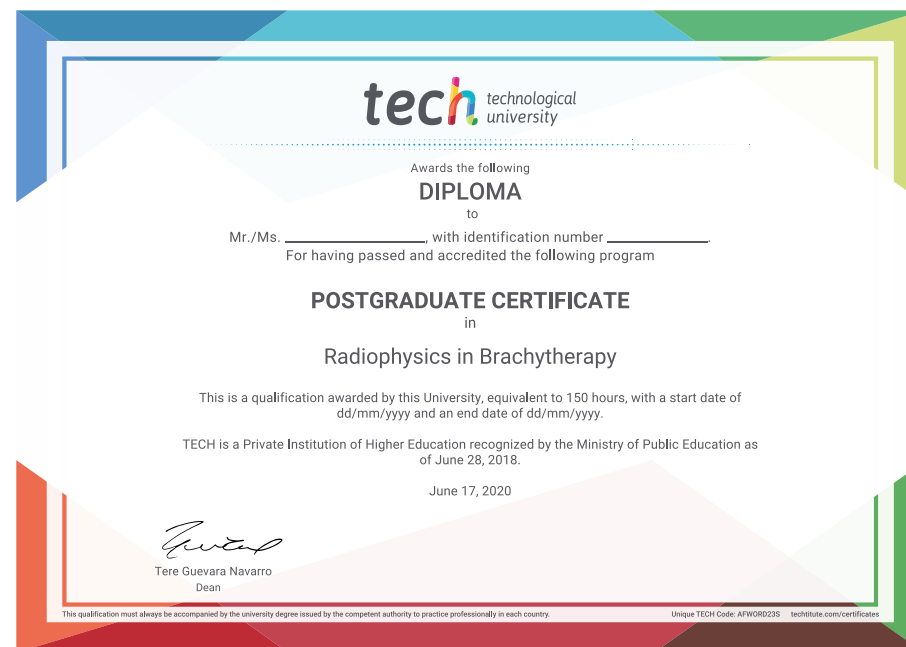 tech technological
university
Awards the following
DIPLOMA
to
Mr./Ms. ____________________, with identification number ______________.
For having passed and accredited the following program
POSTGRADUATE CERTIFICATE
in
Radiophysics in Brachytherapy
This is a qualification awarded by this University, equivalent to 150 hours, with a start date of
dd/mm/yyyy and an end date of dd/mm/yyyy.
TECH is a Private Institution of Higher Education recognized by the Ministry of Public Education as
of June 28, 2018.
June 17, 2020
Tere Guevara Navarro
Dean
This qualification must always be accompanied by the university degree issued by the competent authority to practice professionally in each country. Unique TECH Code: AFWORD23S techtitute.com/certificates